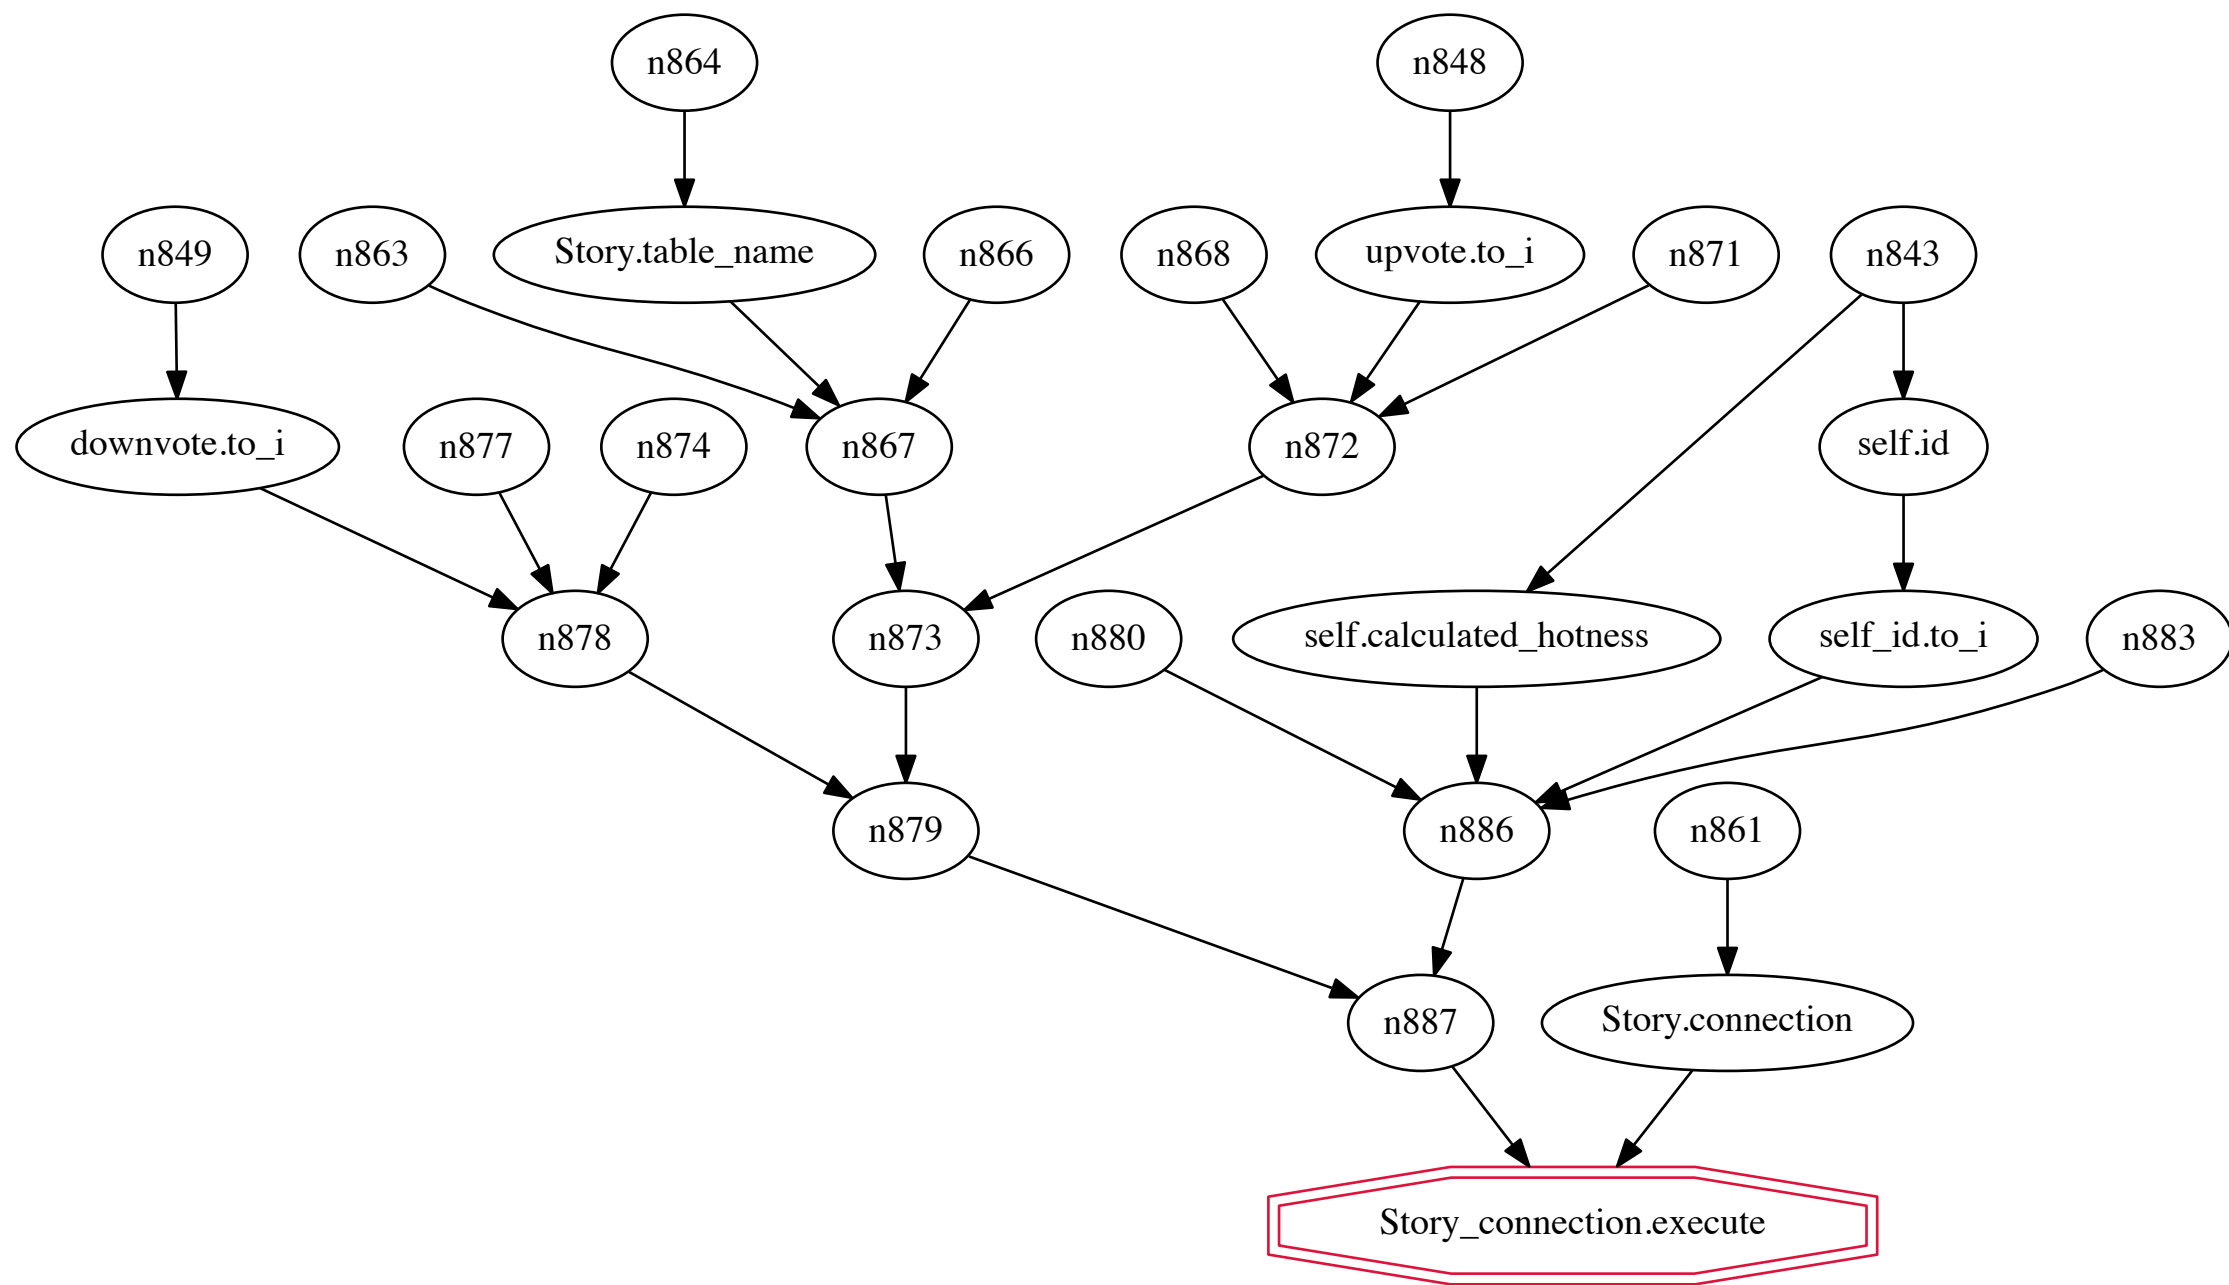 n864
n848
n849
n863
Story.table_name
n866
n868
upvote.to_i
n871
n843
downvote.to_i
n877
n874
n867
n872
self.id
n878
n873
n880
self.calculated_hotness
self_id.to_i
n883
n879
n886
n861
n887
Story.connection
Story_connection.execute